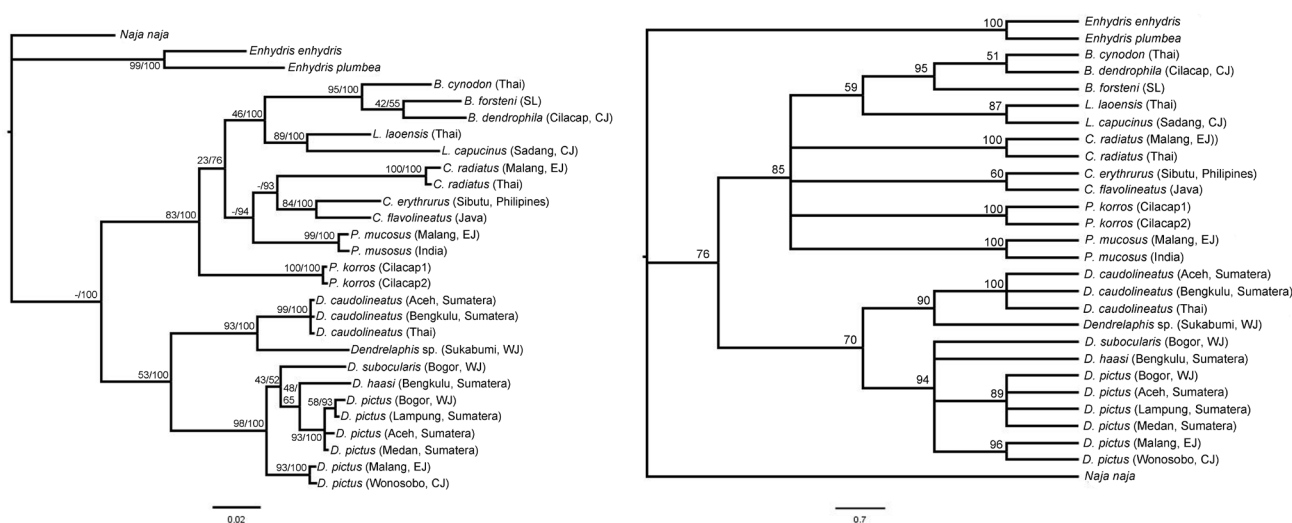 Naja naja
Enhydris enhydris
99/100
Enhydris plumbea
B. cynodon (Thai)
95/100
B. forsteni (SL)
42/55
B. dendrophila (Cilacap, CJ)
46/100
L. laoensis (Thai)
89/100
L. capucinus (Sadang, CJ)
23/76
C. radiatus (Malang, EJ)
100/100
C. radiatus (Thai)
-/93
C. erythrurus (Sibutu, Philipines)
84/100
C. flavolineatus (Java)
-/94
P. mucosus (Malang, EJ)
99/100
P. musosus (India)
83/100
P. korros (Cilacap1)
100/100
P. korros (Cilacap2)
-/100
D. caudolineatus (Aceh, Sumatera)
99/100
D. caudolineatus (Bengkulu, Sumatera)
93/100
D. caudolineatus (Thai)
Dendrelaphis sp. (Sukabumi, WJ)
53/100
D. subocularis (Bogor, WJ)
43/52
D. haasi (Bengkulu, Sumatera)
48/
65
D. pictus (Bogor, WJ)
58/93
D. pictus (Lampung, Sumatera)
98/100
D. pictus (Aceh, Sumatera)
93/100
D. pictus (Medan, Sumatera)
D. pictus (Malang, EJ)
93/100
D. pictus (Wonosobo, CJ)
0.02
100
Enhydris enhydris
Enhydris plumbea
B. cynodon (Thai)
51
95
B. dendrophila (Cilacap, CJ)
59
B. forsteni (SL)
L. laoensis (Thai)
87
L. capucinus (Sadang, CJ)
C. radiatus (Malang, EJ))
100
C. radiatus (Thai)
85
C. erythrurus (Sibutu, Philipines)
60
C. flavolineatus (Java)
P. korros (Cilacap1)
100
P. korros (Cilacap2)
P. mucosus (Malang, EJ)
100
P. mucosus (India)
76
D. caudolineatus (Aceh, Sumatera)
100
D. caudolineatus (Bengkulu, Sumatera)
90
D. caudolineatus (Thai)
Dendrelaphis sp. (Sukabumi, WJ)
70
D. subocularis (Bogor, WJ)
D. haasi (Bengkulu, Sumatera)
94
D. pictus (Bogor, WJ)
89
D. pictus (Aceh, Sumatera)
D. pictus (Lampung, Sumatera)
D. pictus (Medan, Sumatera)
D. pictus (Malang, EJ)
96
D. pictus (Wonosobo, CJ)
Naja naja
0.7